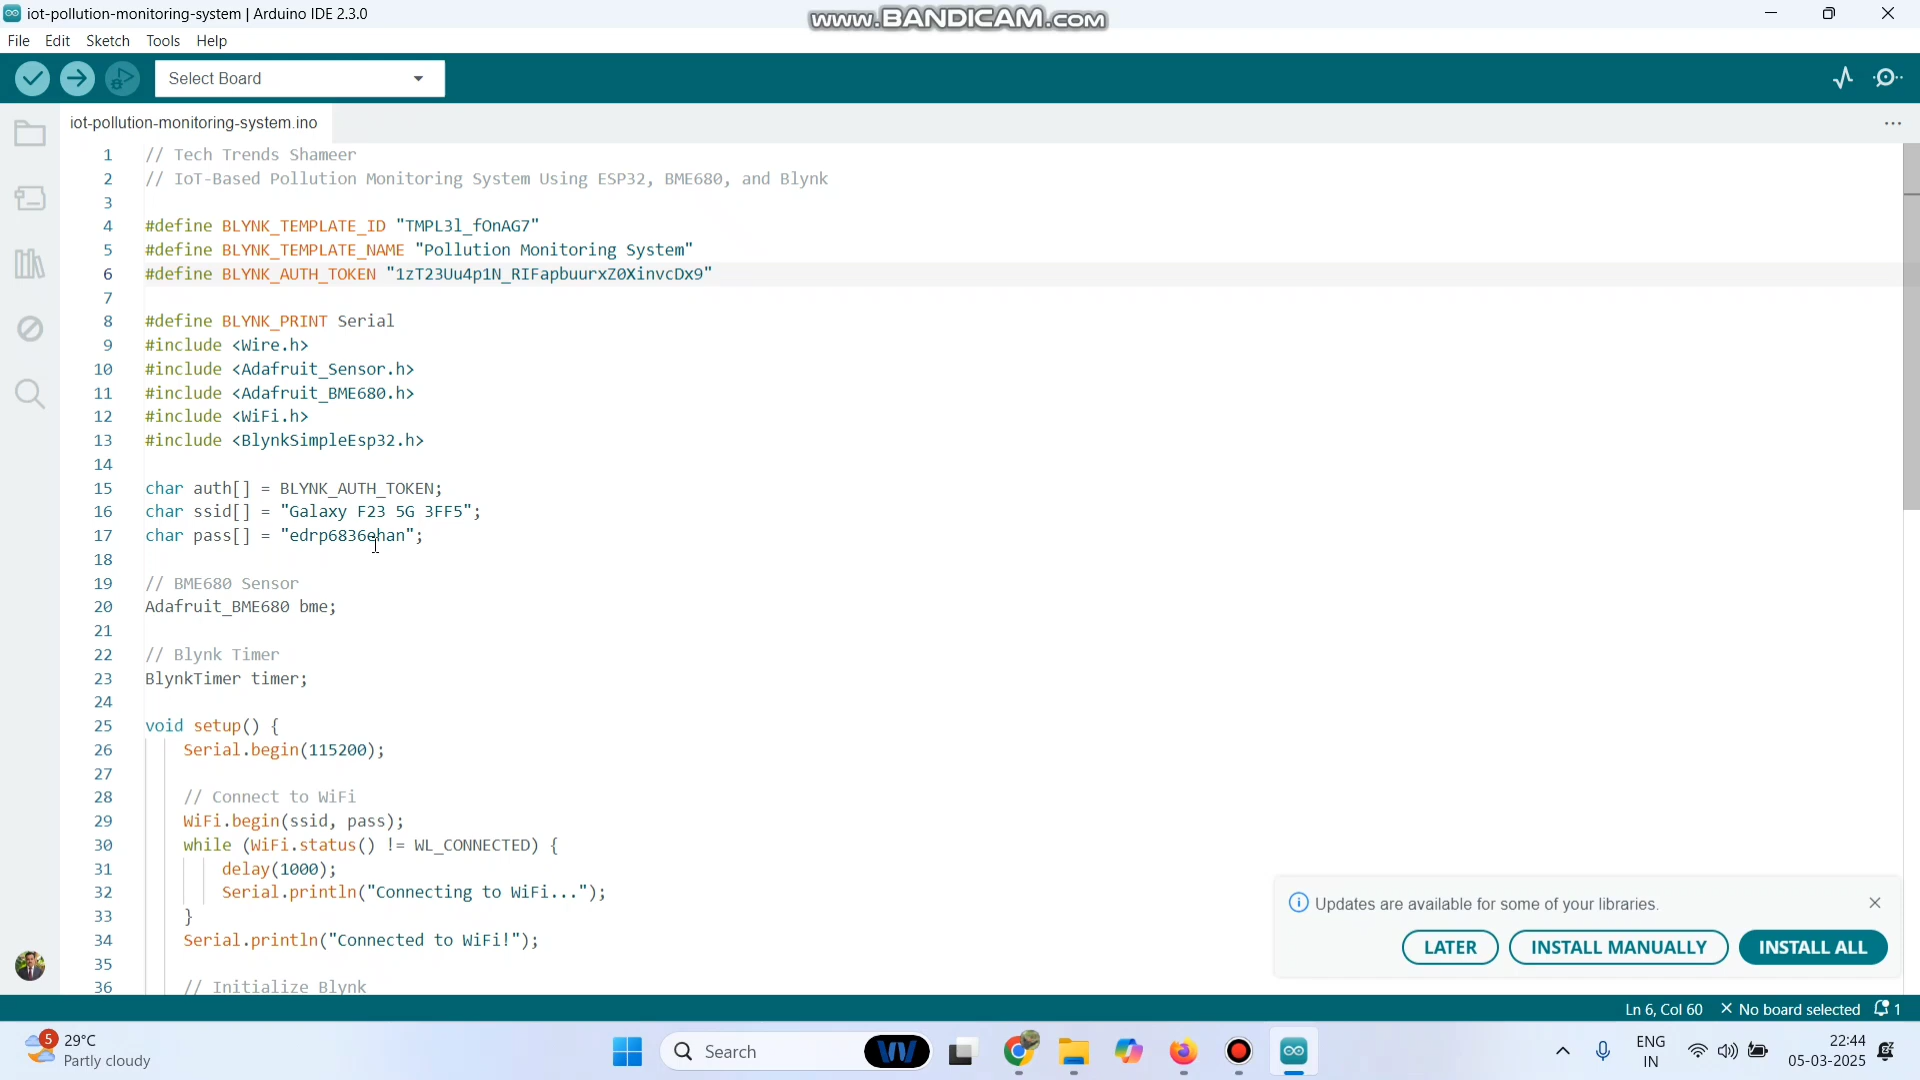 iot-pollution-monitoring-system | Arduino IDE 2.3.0
www.BANDICAM.com
File Edit Sketch Tools Help
Select Board
iot-pollution-monitoring-system.ino
1 // Tech Trends Shameer
2 // IoT-Based Pollution Monitoring System Using ESP32, BME680, and Blynk
3
4 #define BLYNK_TEMPLATE_ID "TMPL3l_fOnAG7"
5 #define BLYNK_TEMPLATE_NAME "Pollution Monitoring System"
6 #define BLYNK_AUTH_TOKEN "1zT23Uu4p1N_RIFapbuurxZ0XinvcDx9"
7
8 #define BLYNK_PRINT Serial
9 #include <Wire.h>
10 #include <Adafruit_Sensor.h>
11 #include <Adafruit_BME680.h>
12 #include <WiFi.h>
13 #include <BlynkSimpleEsp32.h>
14
15 char auth[] = BLYNK_AUTH_TOKEN;
16 char ssid[] = "Galaxy F23 5G 3FF5";
17 char pass[] = "edrp6836ehan";
18
19 // BME680 Sensor
20 Adafruit_BME680 bme;
21
22 // Blynk Timer
23 BlynkTimer timer;
24
25 void setup() {
26 Serial.begin(115200);
27
28 // Connect to WiFi
29 WiFi.begin(ssid, pass);
30 while (WiFi.status() != WL_CONNECTED) {
31 delay(1000);
32 Serial.println("Connecting to WiFi...");
33 }
34 Serial.println("Connected to WiFi!");
35
36 // Initialize Blynk
Updates are available for some of your libraries.
LATER INSTALL MANUALLY INSTALL ALL
Ln 6, Col 60 No board selected 1
5 29°C
Partly cloudy
Search
ENG
IN
22:44
05-03-2025